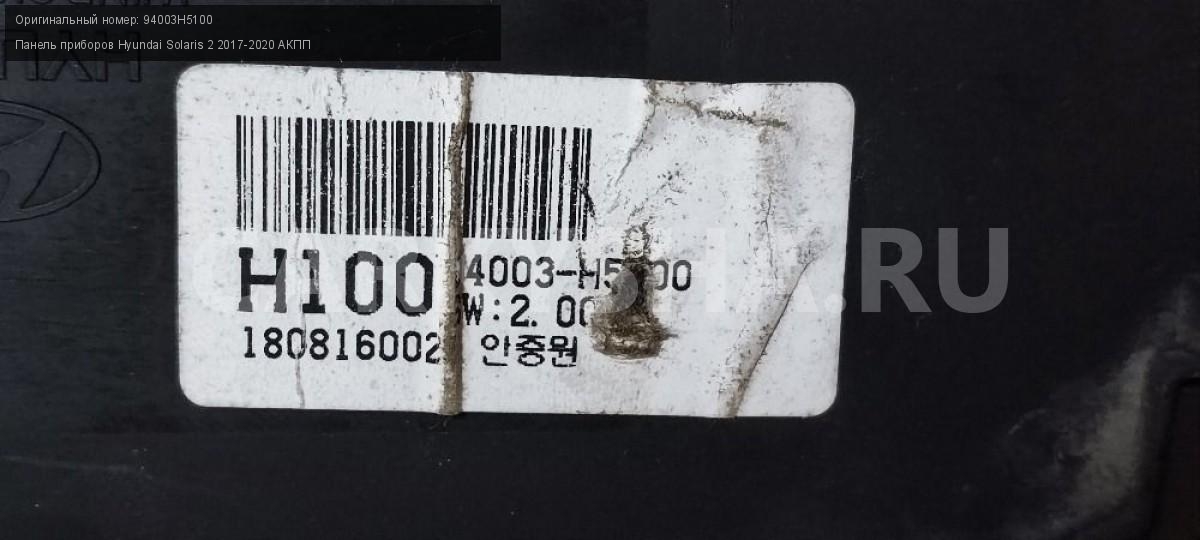 Оригинальный номер: 94003H5100
Панель приборов Hyundai Solaris 2 2017-2020 АКПП
H100 4003-H5 00
W:2.00
180816002 안중원